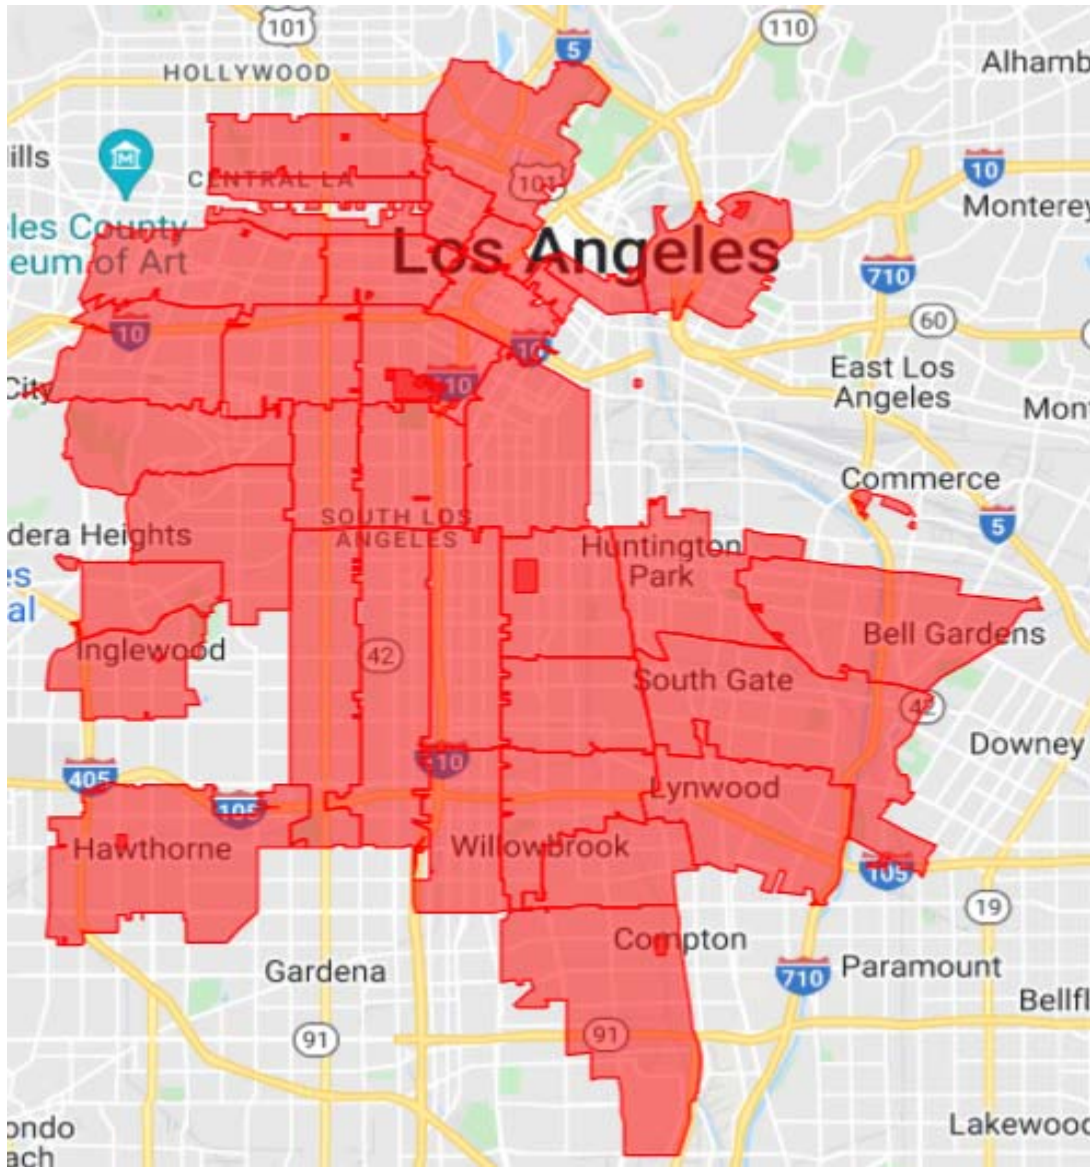 101
5
110
Alhamb
HOLLYWOOD
ills
10
CENTRAL LA
101
Monterey
les County
eum of Art
Los Angeles
710
10
60
10
East Los
Angeles
City
10
Mont
Commerce
SOUTH LOS
ANGELES
5
dera Heights
Huntington
Park
es
al
Bell Gardens
Inglewood
42
South Gate
42
Downey
110
405
Lynwood
105
Hawthorne
Willowbrook
105
19
Compton
Gardena
710
Paramount
Bellfl
91
91
ondo
ach
Lakewood